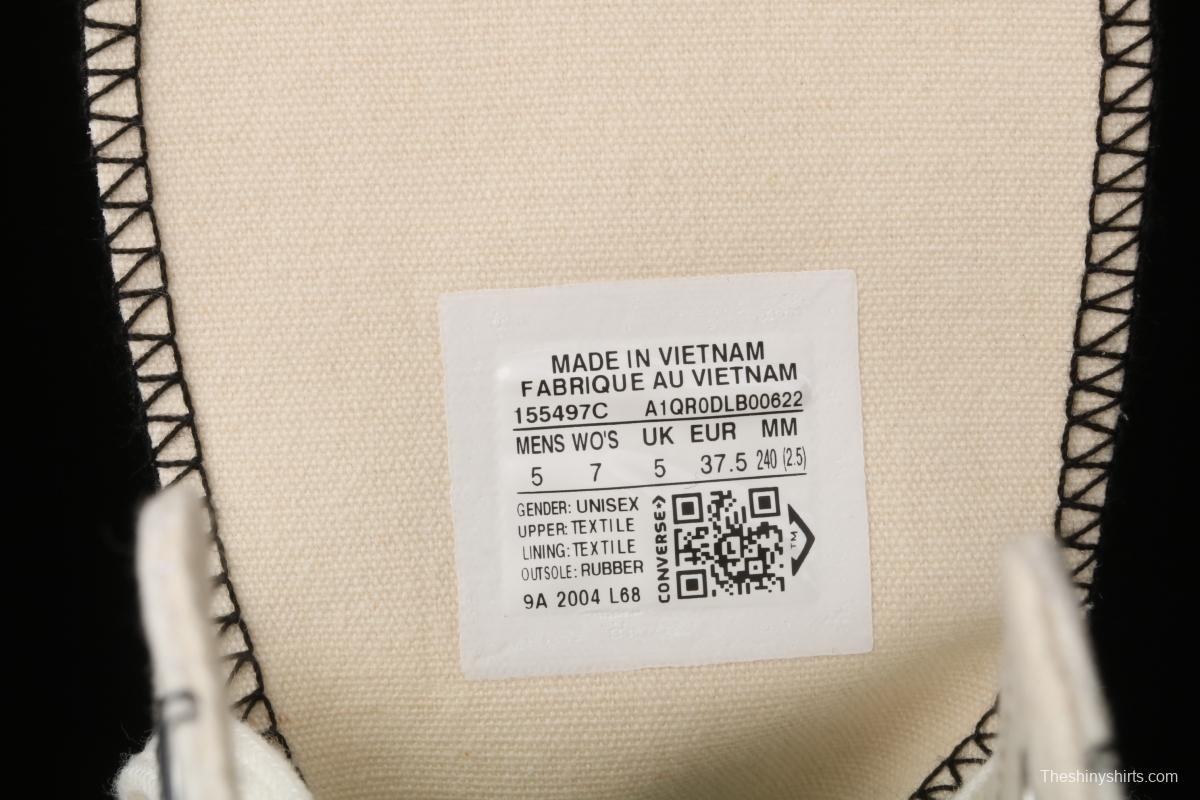 MADE IN VIETNAM
FABRIQUE AU VIETNAM
155497C A1QR0DLB00622
MENS WO'S UK EUR MM
5 7 5 37.5 240 (2.5)
GENDER: UNISEX
UPPER: TEXTILE
LINING: TEXTILE
OUTSOLE: RUBBER
9A 2004 L68
CONVERSE
TM
Theshinyshirts.com